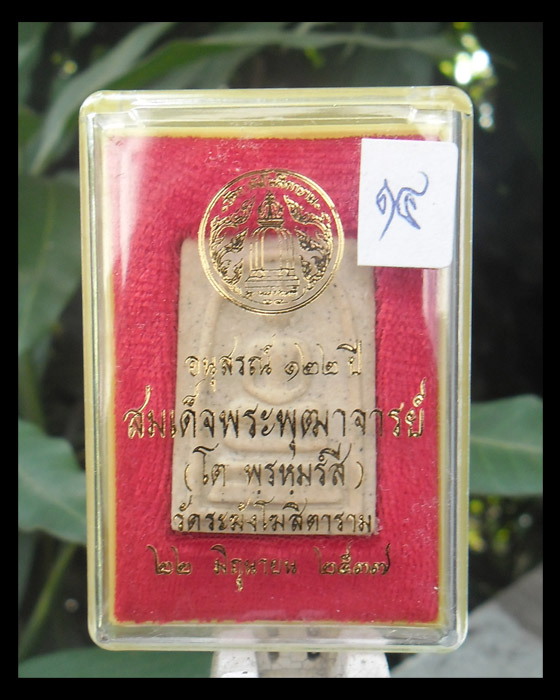 ๑๕
อนุสรณ์ ๑๒๒ ปี
สมเด็จพระพุฒาจารย์
(โต พฺรหฺมรํสี)
วัดระฆังโฆสิตาราม
๒๒ มิถุนายน ๒๕๓๗